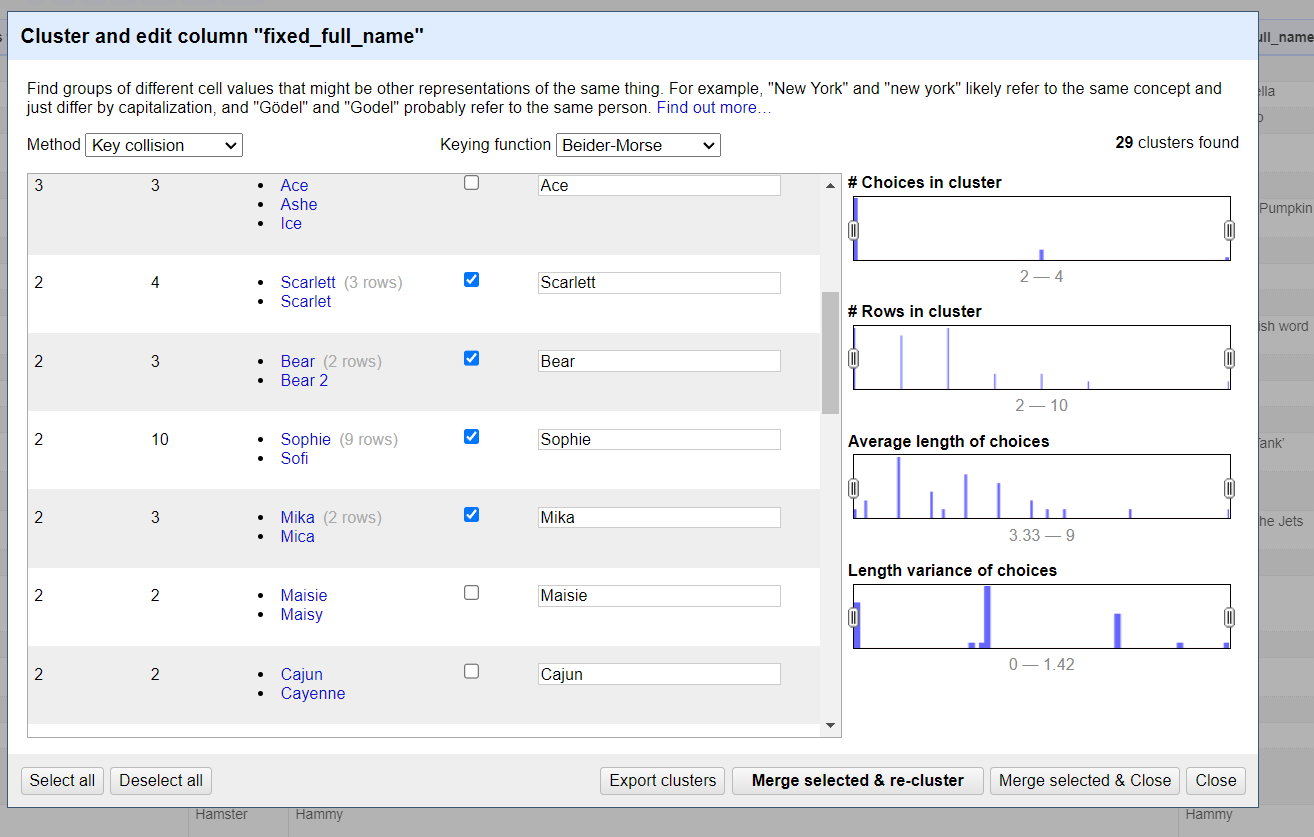 Cluster and edit column "fixed_full_name"
ull_name
Find groups of different cell values that might be other representations of the same thing. For example, "New York" and "new york" likely refer to the same concept and
just differ by capitalization, and "Gödel" and "Godel" probably refer to the same person. Find out more…
ella
Method Key collision Keying function Beider-Morse 29 clusters found
3 3 • Ace Ace
• Ashe
• Ice
2 4 • Scarlett (3 rows) Scarlett
• Scarlet
2 3 • Bear (2 rows) Bear
• Bear 2
2 10 • Sophie (9 rows) Sophie
• Sofi
2 3 • Mika (2 rows) Mika
• Mica
2 2 • Maisie Maisie
• Maisy
2 2 • Cajun Cajun
• Cayenne
# Choices in cluster
2 — 4
# Rows in cluster
2 — 10
Average length of choices
3.33 — 9
Length variance of choices
0 — 1.42
Pumpkin
ish word
Tank'
he Jets
Select all Deselect all Export clusters Merge selected & re-cluster Merge selected & Close Close
Hamster Hammy Hammy